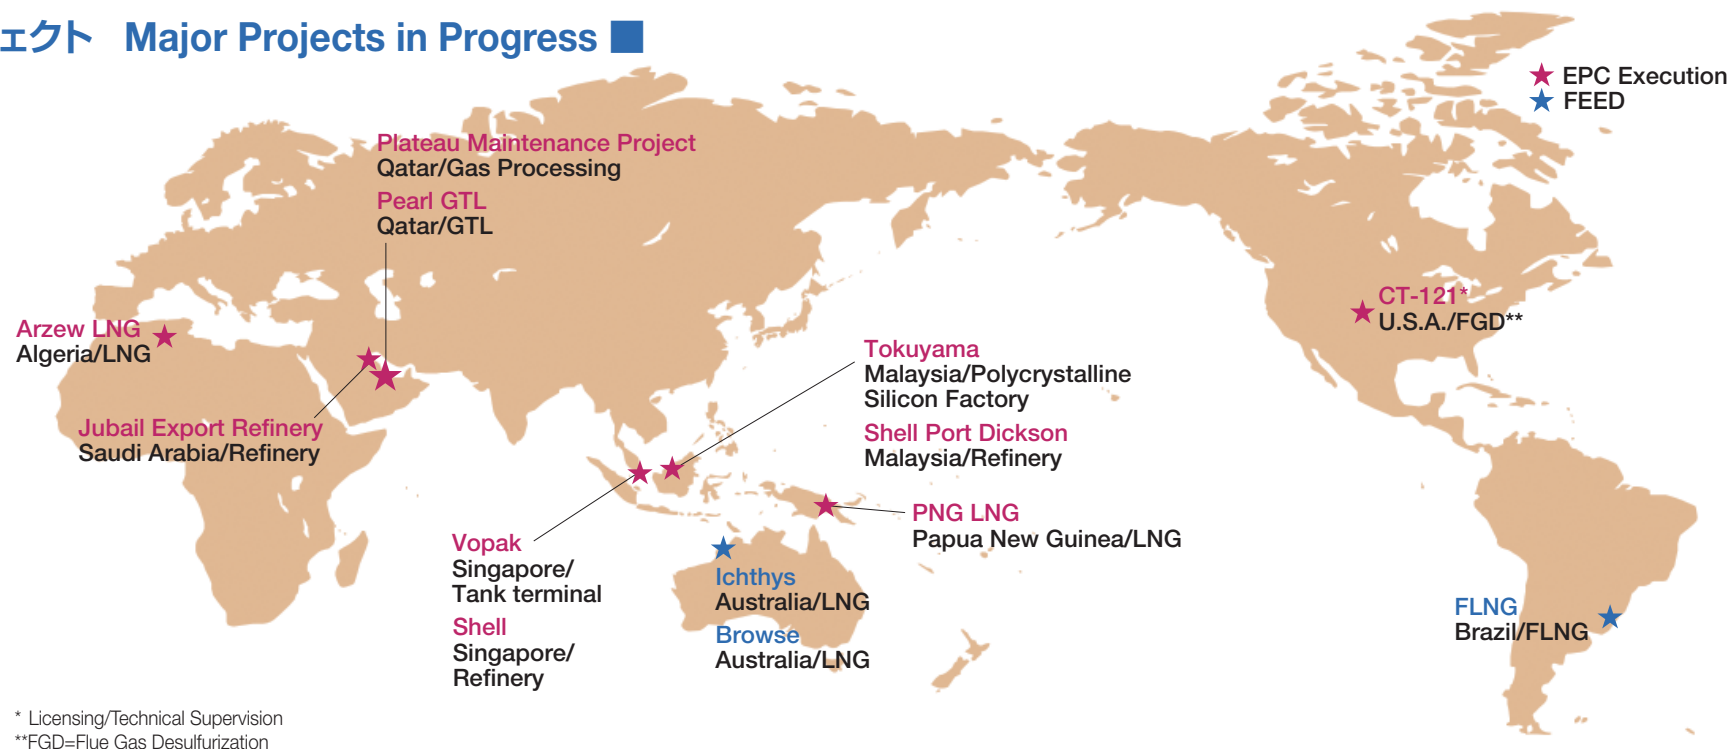 ェクト Major Projects in Progress
EPC Execution
FEED
Plateau Maintenance Project
Qatar/Gas Processing
Pearl GTL
Qatar/GTL
Arzew LNG
Algeria/LNG
Jubail Export Refinery
Saudi Arabia/Refinery
CT-121*
U.S.A./FGD**
Tokuyama
Malaysia/Polycrystalline
Silicon Factory
Shell Port Dickson
Malaysia/Refinery
PNG LNG
Papua New Guinea/LNG
Vopak
Singapore/
Tank terminal
Shell
Singapore/
Refinery
Ichthys
Australia/LNG
Browse
Australia/LNG
FLNG
Brazil/FLNG
* Licensing/Technical Supervision
**FGD=Flue Gas Desulfurization